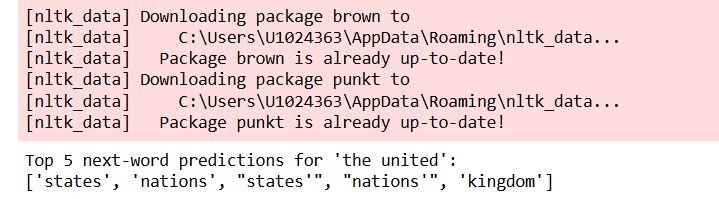 [nltk_data] Downloading package brown to
[nltk_data]     C:\Users\U1024363\AppData\Roaming\nltk_data...
[nltk_data]   Package brown is already up-to-date!
[nltk_data] Downloading package punkt to
[nltk_data]     C:\Users\U1024363\AppData\Roaming\nltk_data...
[nltk_data]   Package punkt is already up-to-date!
Top 5 next-word predictions for 'the united':
['states', 'nations', "states'", "nations'", 'kingdom']